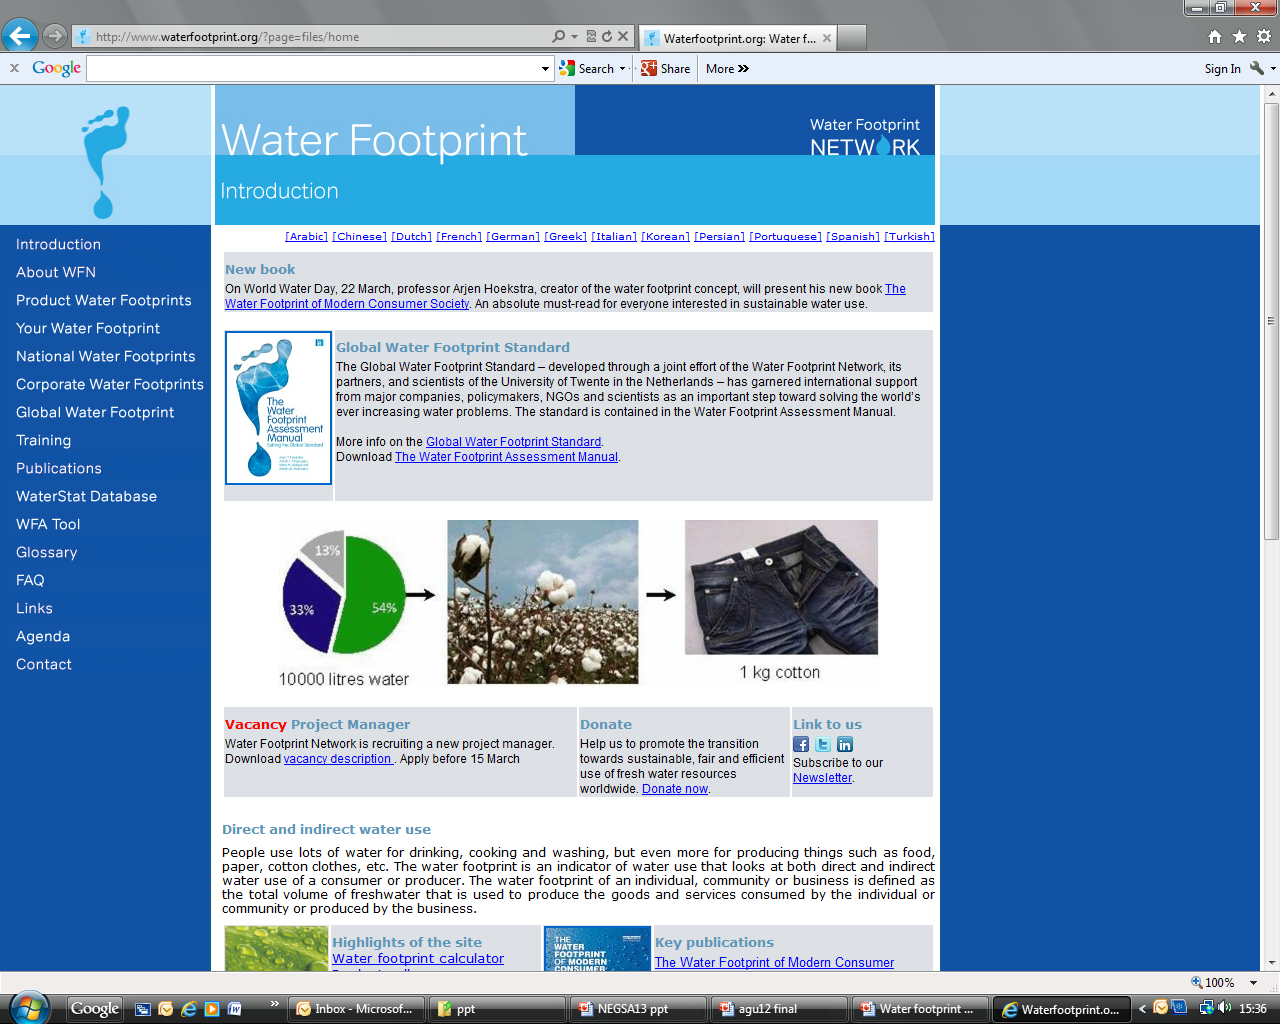 http://www.waterfootprint.org/?page=files/home
Waterfootprint.org: Water f...
Google
Search
Share
More
Sign In
Water Footprint
Introduction
Water Footprint
NETWORK
[Arabic] [Chinese] [Dutch] [French] [German] [Greek] [Italian] [Korean] [Persian] [Portuguese] [Spanish] [Turkish]
Introduction
About WFN
Product Water Footprints
Your Water Footprint
National Water Footprints
Corporate Water Footprints
Global Water Footprint
Training
Publications
WaterStat Database
WFA Tool
Glossary
FAQ
Links
Agenda
Contact
New book
On World Water Day, 22 March, professor Arjen Hoekstra, creator of the water footprint concept, will present his new book The
Water Footprint of Modern Consumer Society. An absolute must-read for everyone interested in sustainable water use.
The
Water
Footprint
Assessment
Manual
Setting the Global Standard
Global Water Footprint Standard
The Global Water Footprint Standard – developed through a joint effort of the Water Footprint Network, its
partners, and scientists of the University of Twente in the Netherlands – has garnered international support
from major companies, policymakers, NGOs and scientists as an important step toward solving the world's
ever increasing water problems. The standard is contained in the Water Footprint Assessment Manual.
More info on the Global Water Footprint Standard.
Download The Water Footprint Assessment Manual.
13%
33%
54%
10000 litres water
1 kg cotton
Vacancy Project Manager
Water Footprint Network is recruiting a new project manager.
Download vacancy description . Apply before 15 March
Donate
Help us to promote the transition
towards sustainable, fair and efficient
use of fresh water resources
worldwide. Donate now.
Link to us
Subscribe to our
Newsletter.
Direct and indirect water use
People use lots of water for drinking, cooking and washing, but even more for producing things such as food,
paper, cotton clothes, etc. The water footprint is an indicator of water use that looks at both direct and indirect
water use of a consumer or producer. The water footprint of an individual, community or business is defined as
the total volume of freshwater that is used to produce the goods and services consumed by the individual or
community or produced by the business.
Highlights of the site
Water footprint calculator
THE
WATER
FOOTPRINT
OF MODERN
CONSUMER
Key publications
The Water Footprint of Modern Consumer
100%
Google
Inbox - Microsof...
ppt
NEGSA13 ppt
agu12 final
Water footprint ...
Waterfootprint.o...
15:36